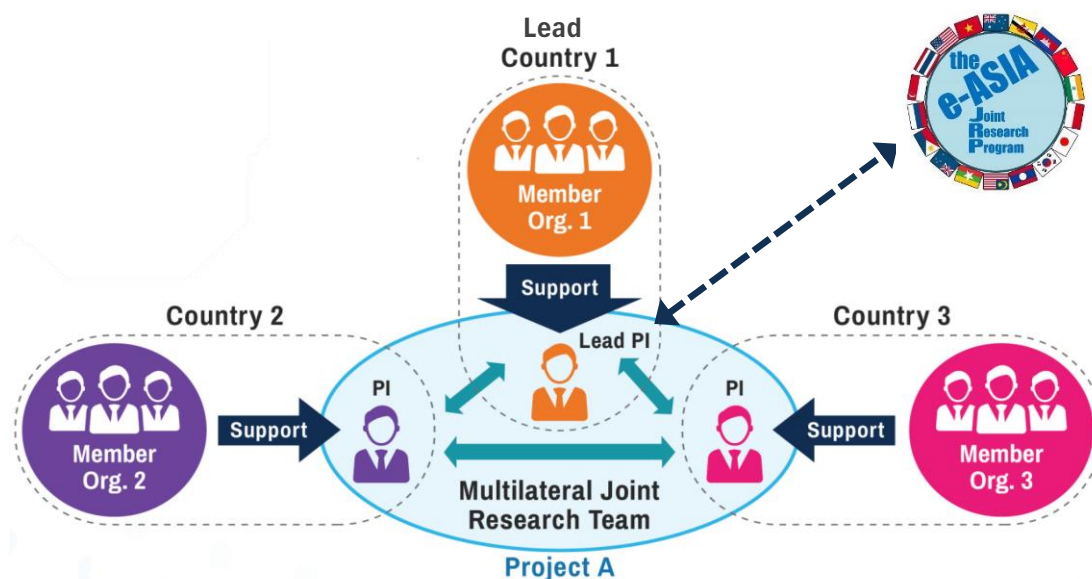 Lead
Country 1
the
e-ASIA
Joint
Research
Program
Member
Org. 1
Support
Country 2
Country 3
Lead PI
PI
PI
Member
Org. 2
Support
Support
Member
Org. 3
Multilateral Joint
Research Team
Project A